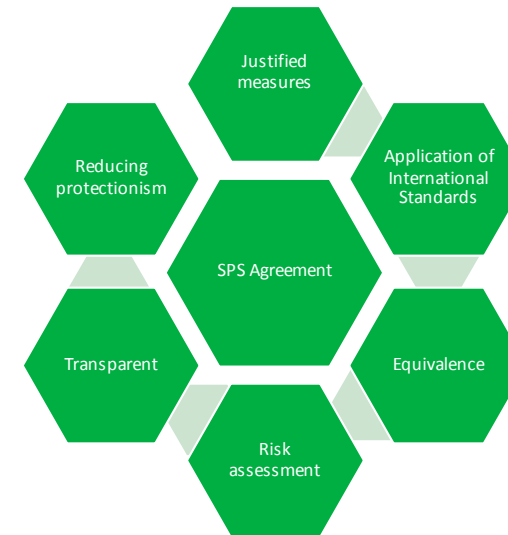 Justified
measures
Application of
International
Standards
Reducing
protectionism
SPS Agreement
Equivalence
Transparent
Risk
assessment